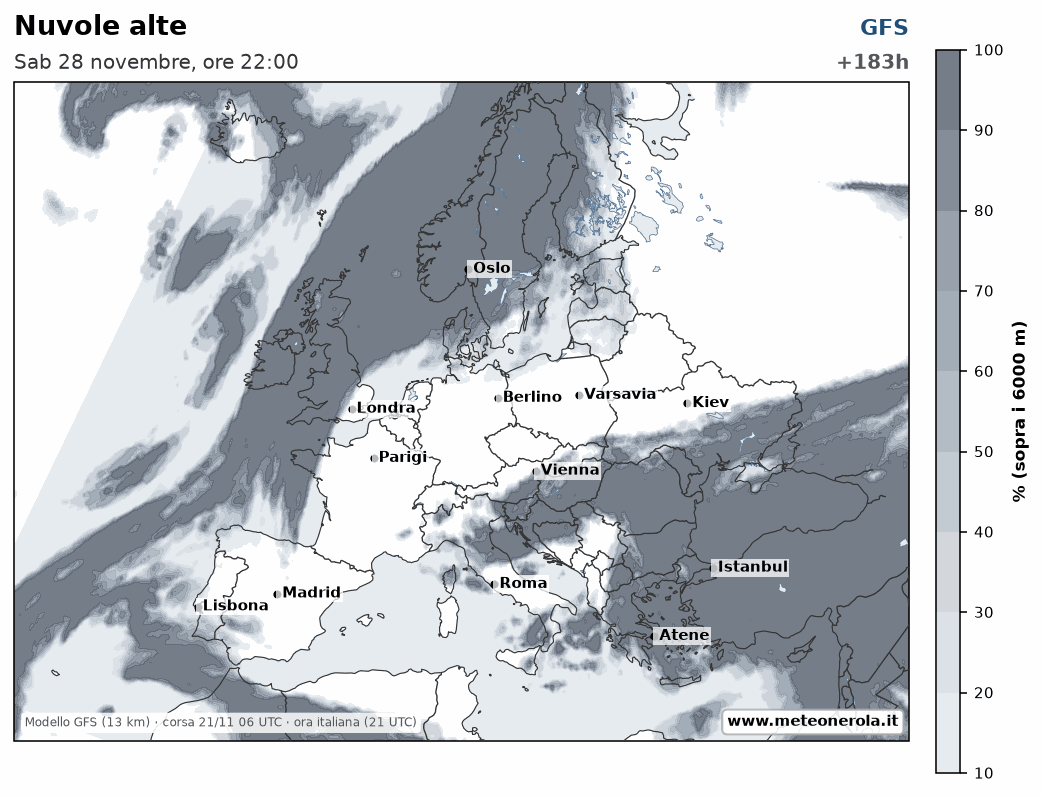 Nuvole alte
GFS
Sab 28 novembre, ore 22:00
+183h
Oslo
Londra
Berlino
Varsavia
Kiev
Parigi
Vienna
Istanbul
Roma
Madrid
Lisbona
Atene
Modello GFS (13 km) · corsa 21/11 06 UTC · ora italiana (21 UTC)
www.meteonerola.it
100
90
80
70
60
50
40
30
20
10
% (sopra i 6000 m)